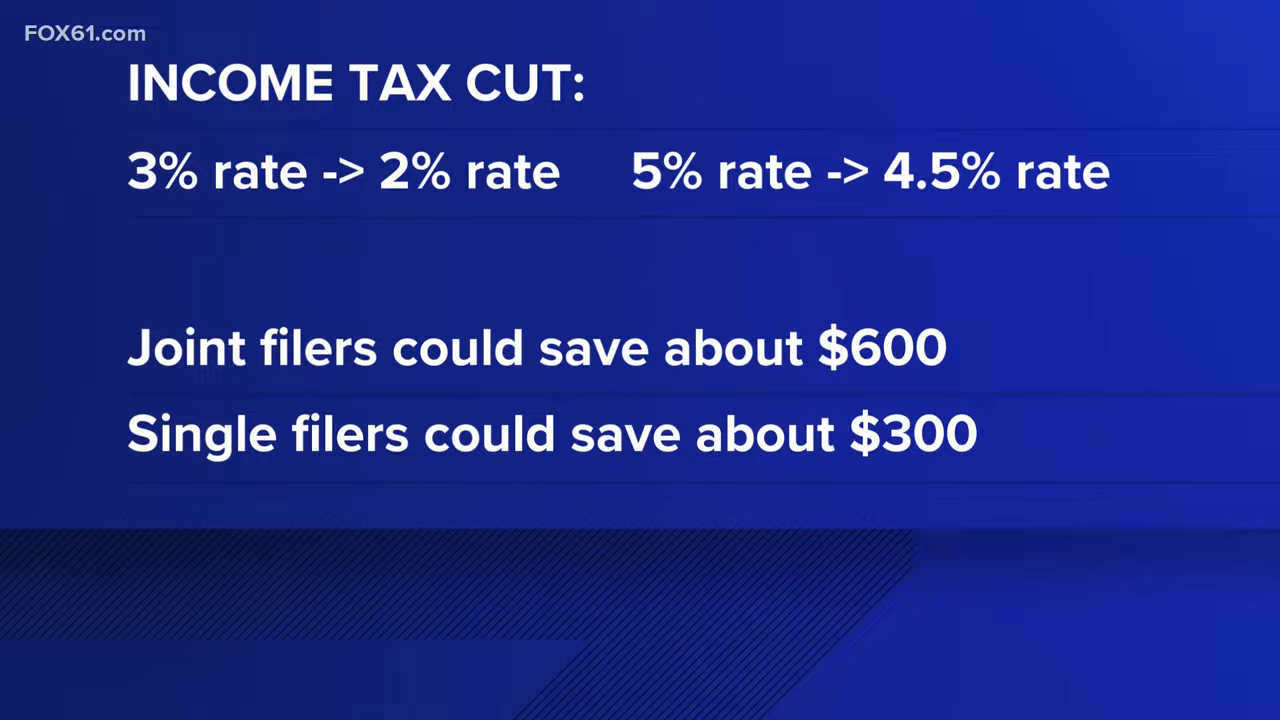 FOX61.com
INCOME TAX CUT:
3% rate -> 2% rate 5% rate -> 4.5% rate
Joint filers could save about $600
Single filers could save about $300